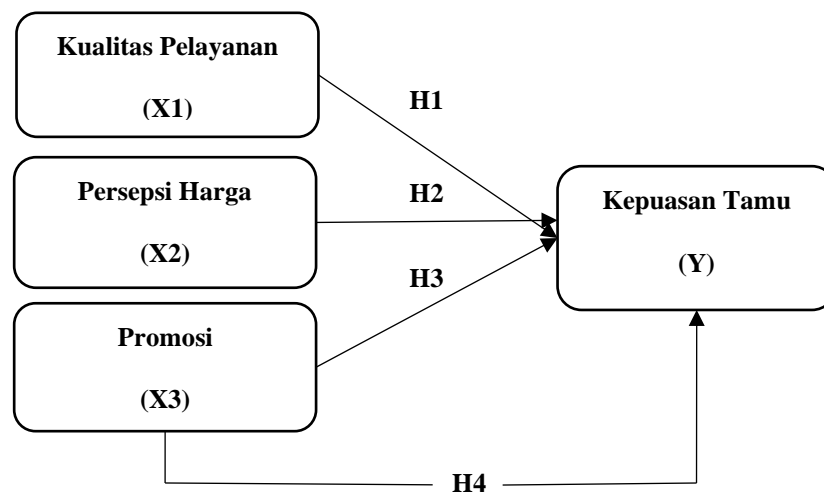 Kualitas Pelayanan
(X1)
H1
Persepsi Harga
(X2)
H2
Kepuasan Tamu
(Y)
H3
Promosi
(X3)
H4